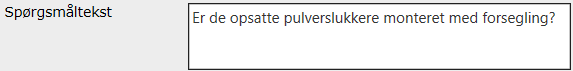 Spørgsmåltekst
Er de opsatte pulverslukkere monteret med forsegling?